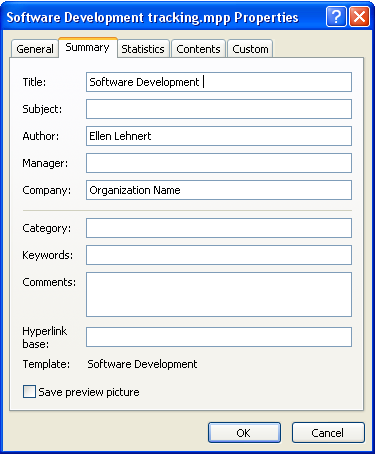 Software Development tracking.mpp Properties
General Summary Statistics Contents Custom
Title: Software Development
Subject:
Author: Ellen Lehnert
Manager:
Company: Organization Name
Category:
Keywords:
Comments:
Hyperlink
base:
Template: Software Development
Save preview picture
OK Cancel